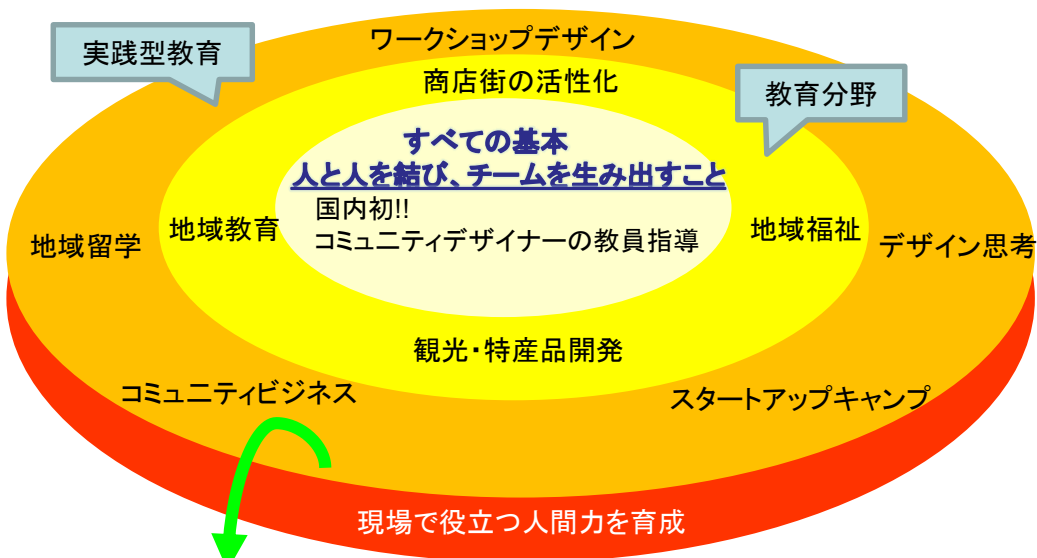 ワークショップデザイン
実践型教育
商店街の活性化
教育分野
すべての基本
人と人を結び、チームを生み出すこと
国内初!!
コミュニティデザイナーの教員指導
地域留学
地域教育
地域福祉
デザイン思考
観光・特産品開発
コミュニティビジネス
スタートアップキャンプ
現場で役立つ人間力を育成